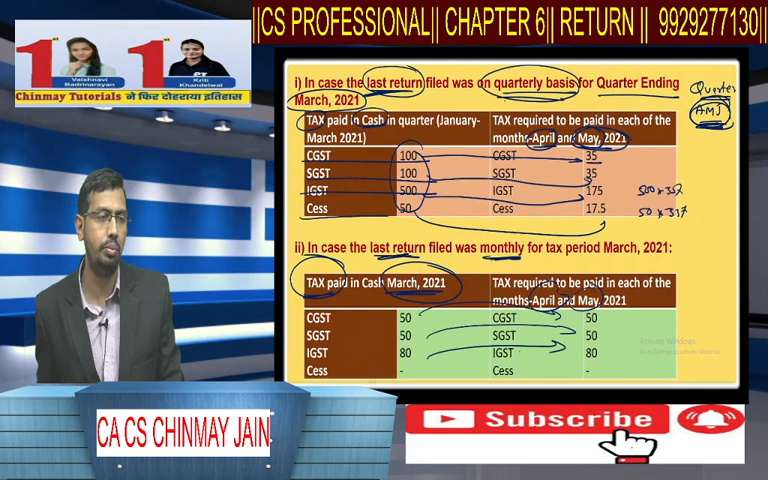 ||CS PROFESSIONAL|| CHAPTER 6|| RETURN || 9929277130||
1st
1st
Vaishnavi
Badrinarayan
Kriti
Khandelwal
Chinmay Tutorials ने फिर दोहराया इतिहास
i) In case the last return filed was on quarterly basis for Quarter Ending
March, 2021
Quarter
AMJ
TAX paid in Cash in quarter (January-
March 2021)
TAX required to be paid in each of the
months-April and May, 2021
CGST 100 CGST 35
SGST 100 SGST 35
IGST 500 IGST 175
Cess 50 Cess 17.5
ii) In case the last return filed was monthly for tax period March, 2021:
TAX paid in Cash March, 2021
TAX required to be paid in each of the
months-April and May, 2021
CGST 50 CGST 50
SGST 50 SGST 50
IGST 80 IGST 80
Cess - Cess -
Activate Windows
CA CS CHINMAY JAIN
Subscribe